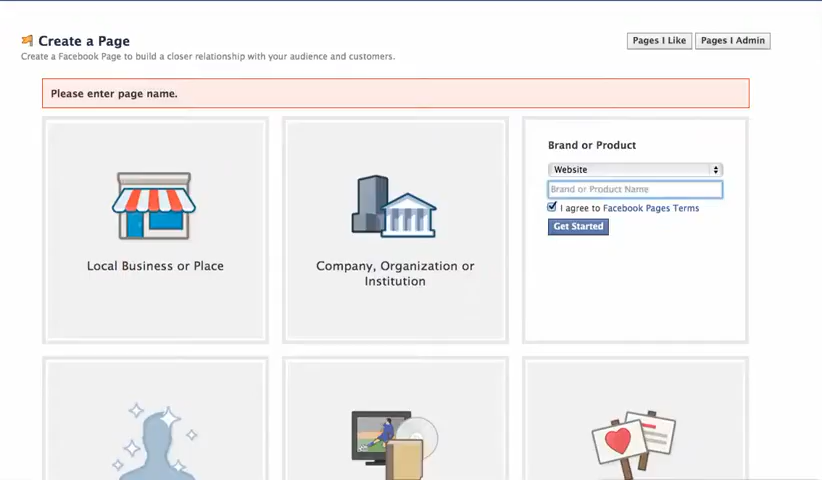 Create a Page
Create a Facebook Page to build a closer relationship with your audience and customers.
Pages I Like
Pages I Admin
Please enter page name.
Local Business or Place
Company, Organization or
Institution
Brand or Product
Website
Brand or Product Name
I agree to Facebook Pages Terms
Get Started